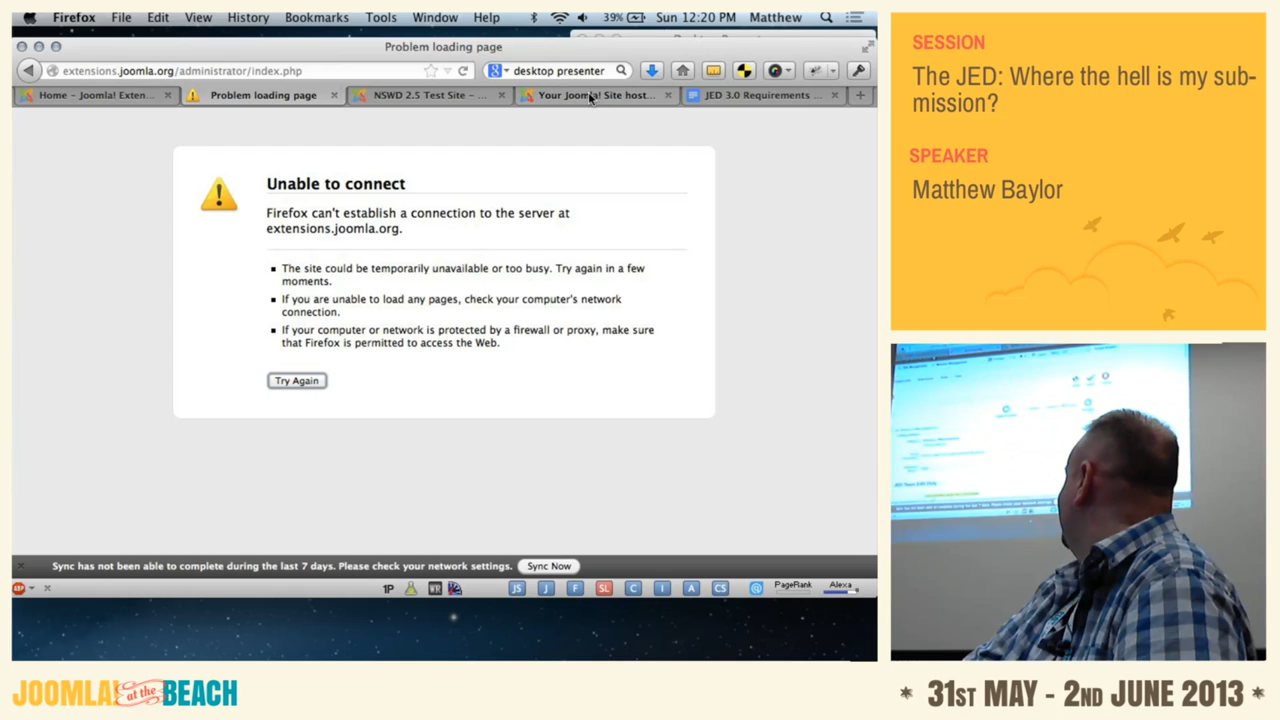 Firefox File Edit View History Bookmarks Tools Window Help 39% Sun 12:20 PM Matthew
Problem loading page
extensions.joomla.org/administrator/index.php
desktop presenter
Home – Joomla! Exten...
Problem loading page
NSWD 2.5 Test Site – ...
Your Joomla! Site host...
JED 3.0 Requirements ...
Unable to connect
Firefox can't establish a connection to the server at
extensions.joomla.org.
The site could be temporarily unavailable or too busy. Try again in a few
moments.
If you are unable to load any pages, check your computer's network
connection.
If your computer or network is protected by a firewall or proxy, make sure
that Firefox is permitted to access the Web.
Try Again
Sync has not been able to complete during the last 7 days. Please check your network settings. Sync Now
ABP
1P
WR
JS J F SL C I A CS
PageRank
Alexa
SESSION
The JED: Where the hell is my sub-
mission?
SPEAKER
Matthew Baylor
JOOMLA! at the BEACH
* 31ST MAY - 2ND JUNE 2013 *